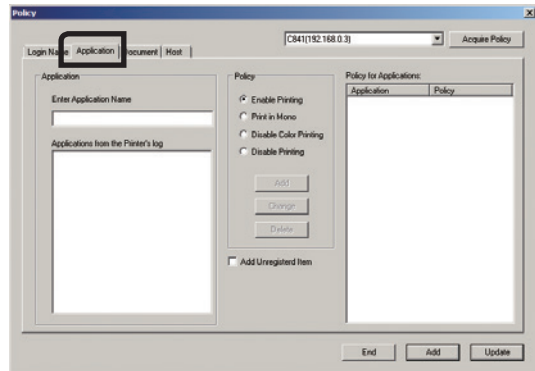 Policy
C841(192.168.0.3)
Acquire Policy
Login Name
Application
Document
Host
Application
Enter Application Name
Applications from the Printer's log
Policy
Enable Printing
Print in Mono
Disable Color Printing
Disable Printing
Add
Change
Delete
Add Unregisterd Item
Policy for Applications:
Application Policy
End Add Update